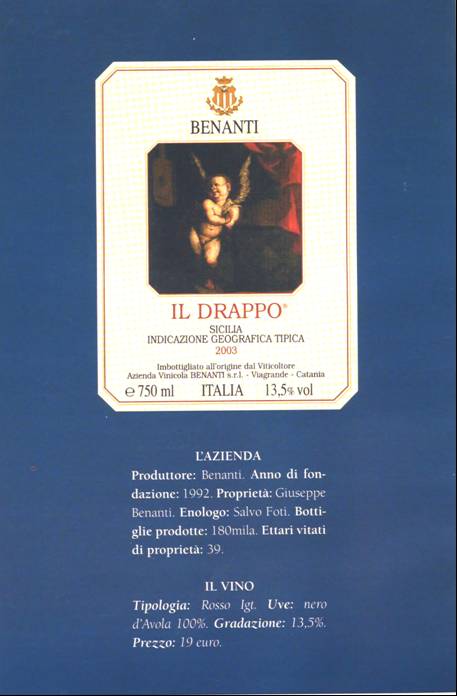 BENANTI
IL DRAPPO®
SICILIA
INDICAZIONE GEOGRAFICA TIPICA
2003
Imbottigliato all'origine dal Viticoltore
Azienda Vinicola BENANTI s.r.l. - Viagrande - Catania
℮ 750 ml ITALIA 13,5% vol
L'AZIENDA
Produttore: Benanti. Anno di fon-
dazione: 1992. Proprietà: Giuseppe
Benanti. Enologo: Salvo Foti. Botti-
glie prodotte: 180mila. Ettari vitati
di proprietà: 39.
IL VINO
Tipologia: Rosso Igt. Uve: nero
d'Avola 100%. Gradazione: 13,5%.
Prezzo: 19 euro.